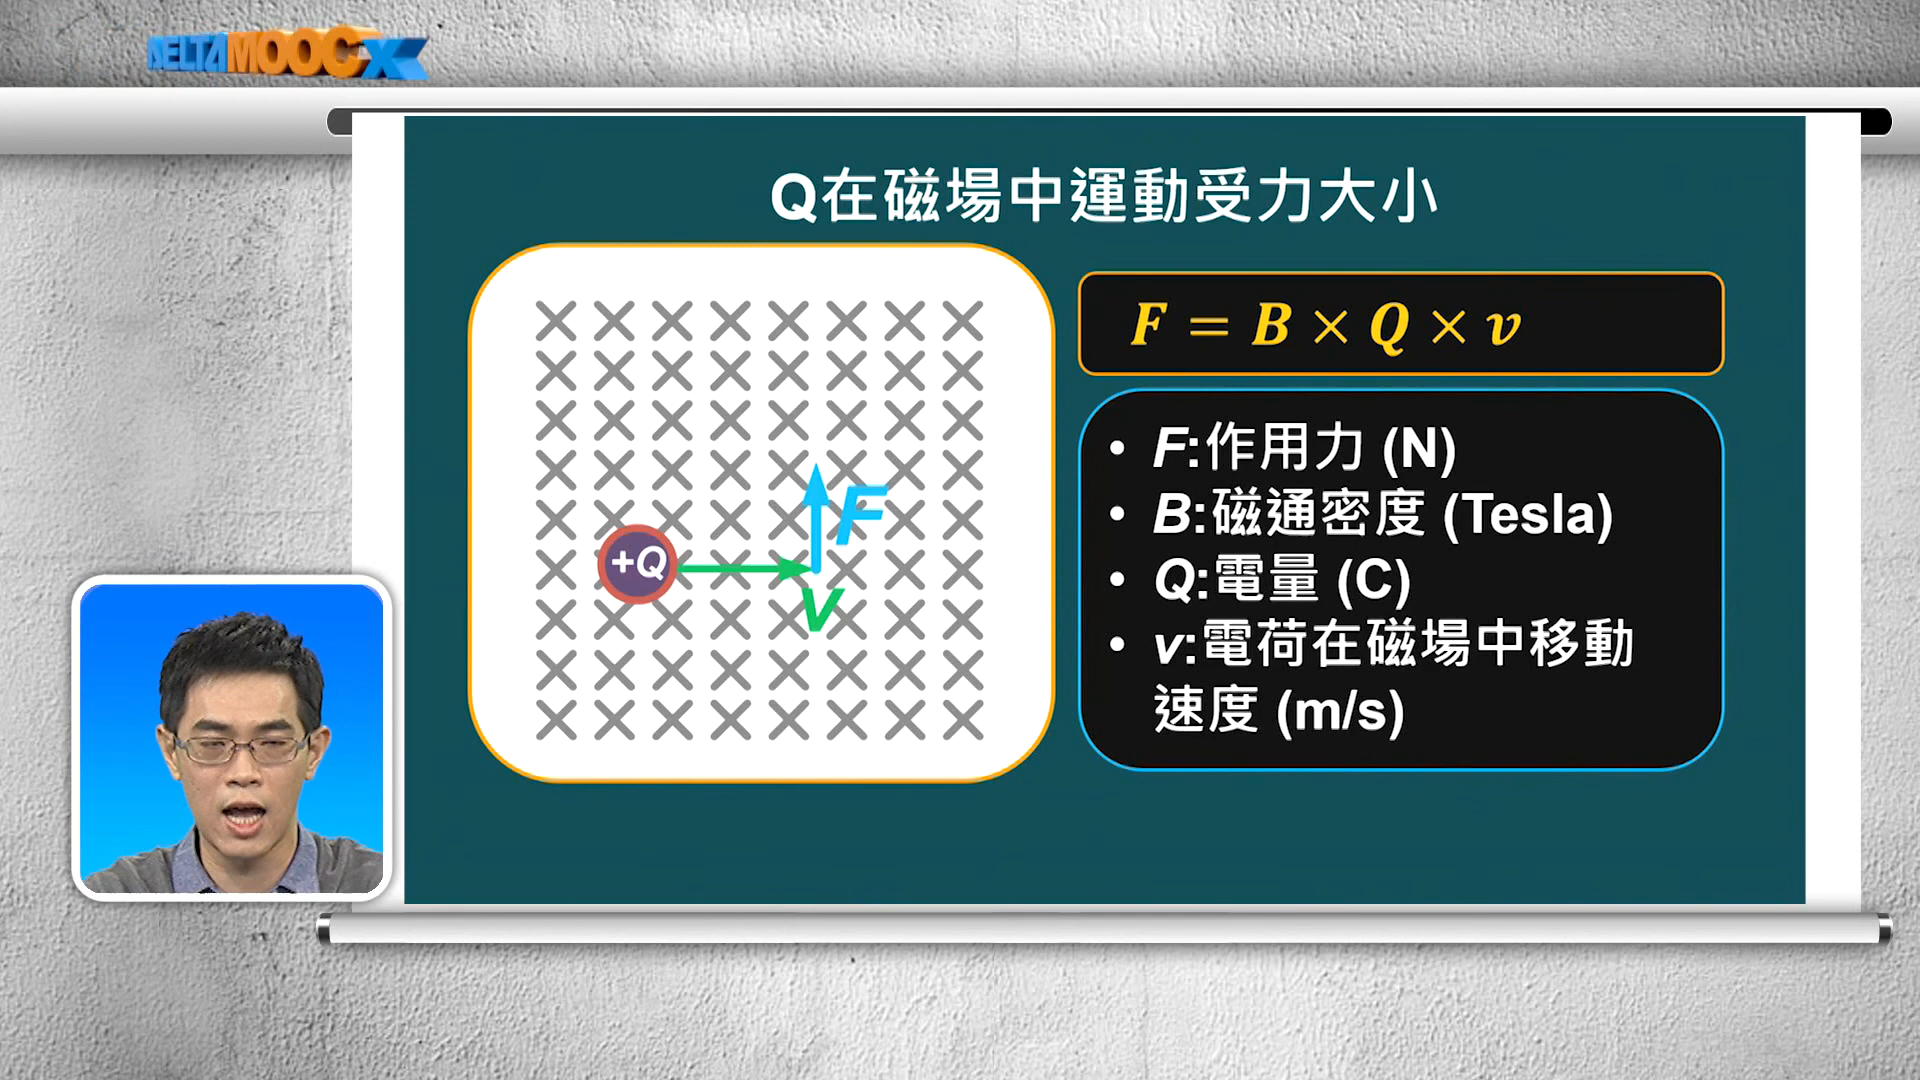 DELTAMOOCx
Q在磁場中運動受力大小
F = B × Q × v
+Q
F
v
• F:作用力 (N)
• B:磁通密度 (Tesla)
• Q:電量 (C)
• v:電荷在磁場中移動
速度 (m/s)